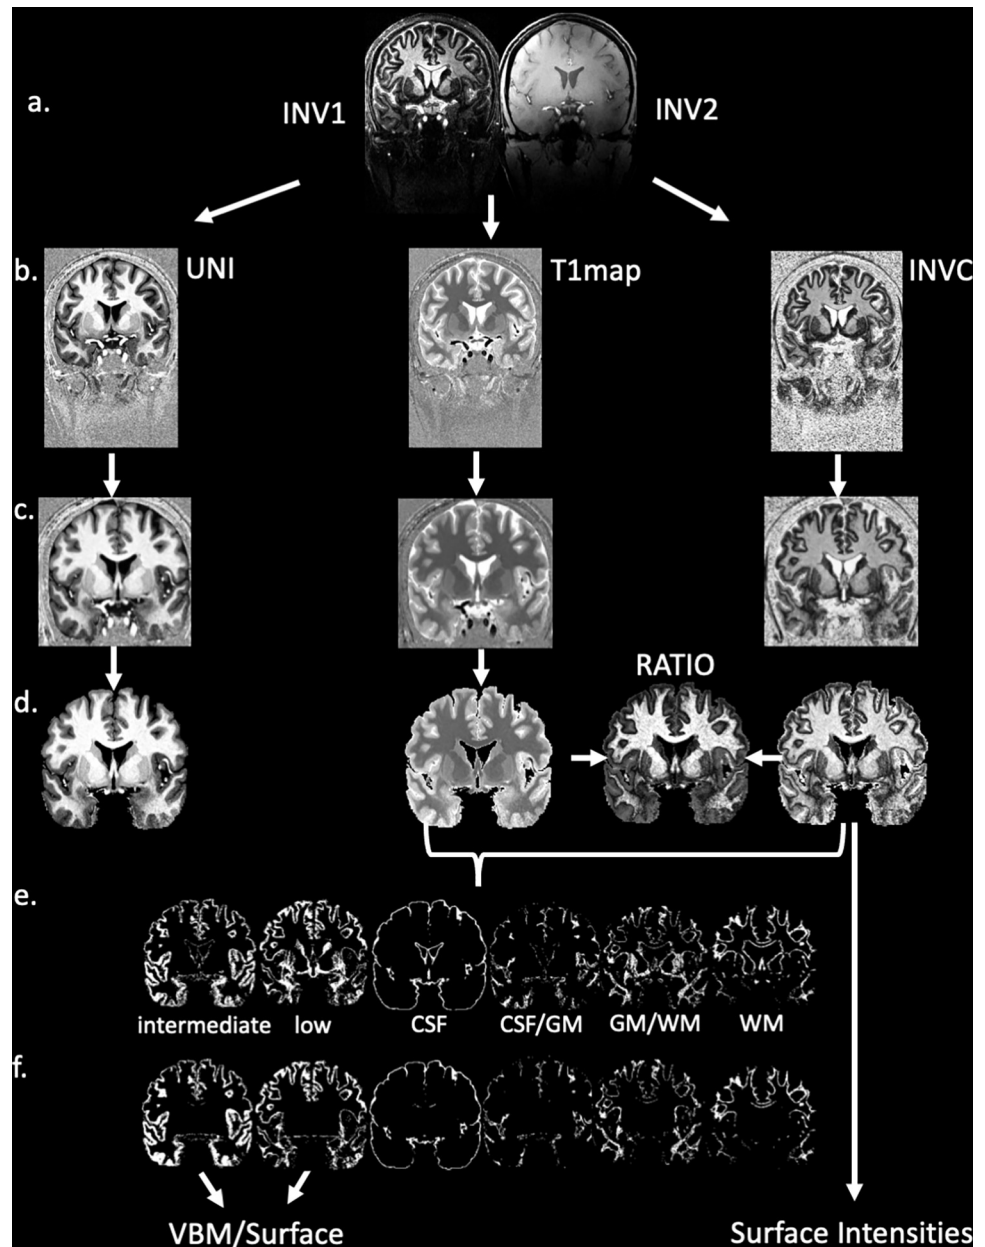 a.
INV1
INV2
b.
UNI
T1map
INVC
c.
RATIO
d.
e.
intermediate
low
CSF
CSF/GM
GM/WM
WM
f.
VBM/Surface
Surface Intensities